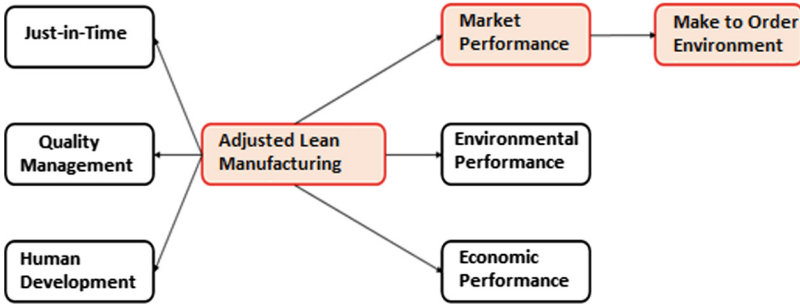 Just-in-Time
Quality
Management
Human
Development
Adjusted Lean
Manufacturing
Market
Performance
Make to Order
Environment
Environmental
Performance
Economic
Performance